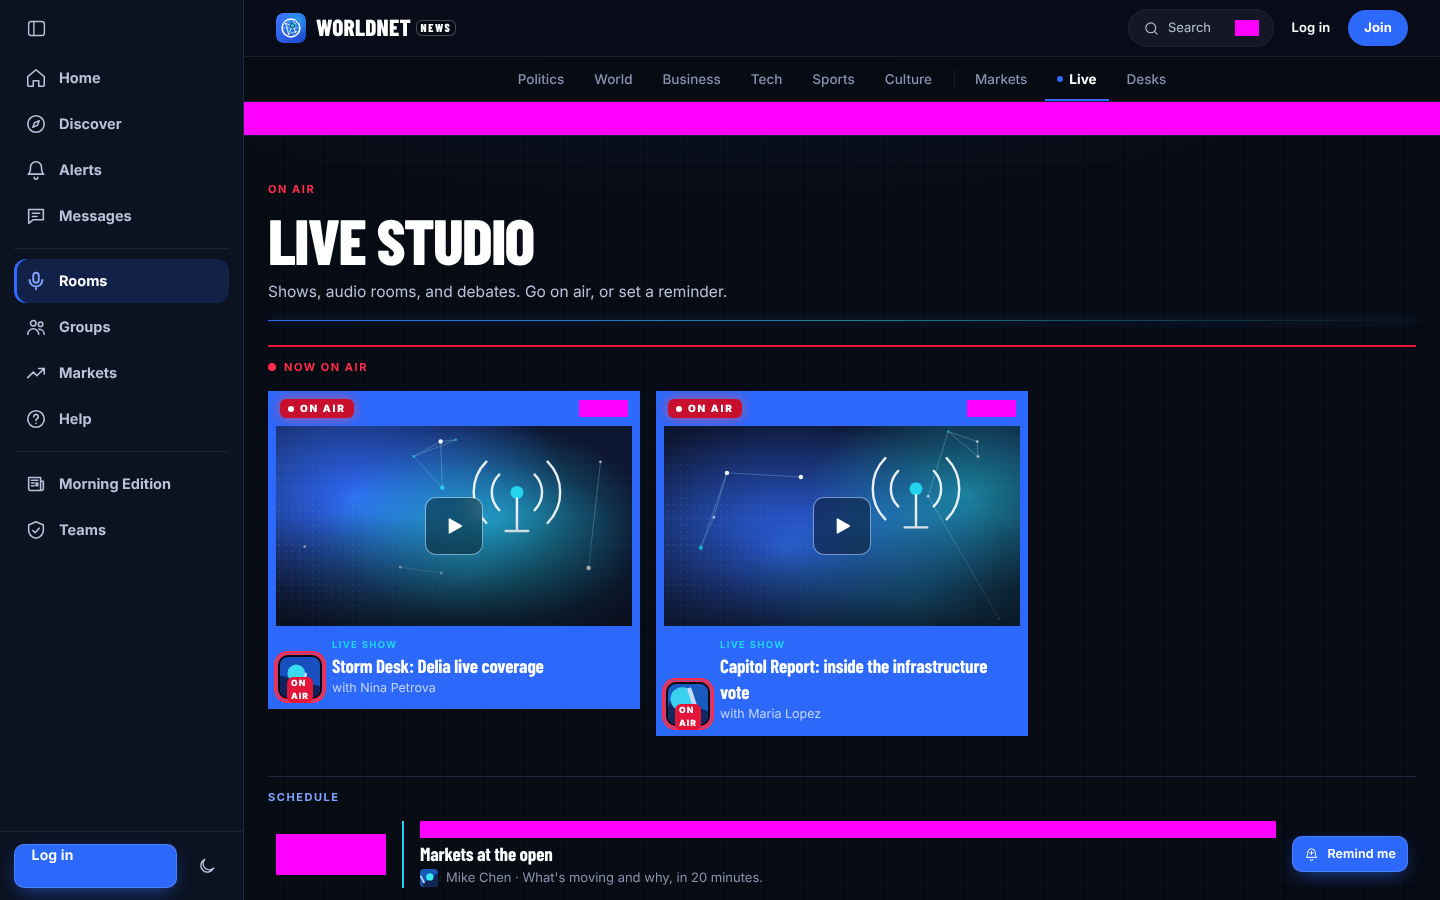 WORLDNET NEWS
Search
Log in
Join
Home
Discover
Alerts
Messages
Rooms
Groups
Markets
Help
Morning Edition
Teams
Log in
Politics
World
Business
Tech
Sports
Culture
Markets
Live
Desks
ON AIR
LIVE STUDIO
Shows, audio rooms, and debates. Go on air, or set a reminder.
NOW ON AIR
ON AIR
LIVE SHOW
Storm Desk: Delia live coverage
with Nina Petrova
ON
AIR
ON AIR
LIVE SHOW
Capitol Report: inside the infrastructure
vote
with Maria Lopez
ON
AIR
SCHEDULE
Markets at the open
Mike Chen · What's moving and why, in 20 minutes.
Remind me